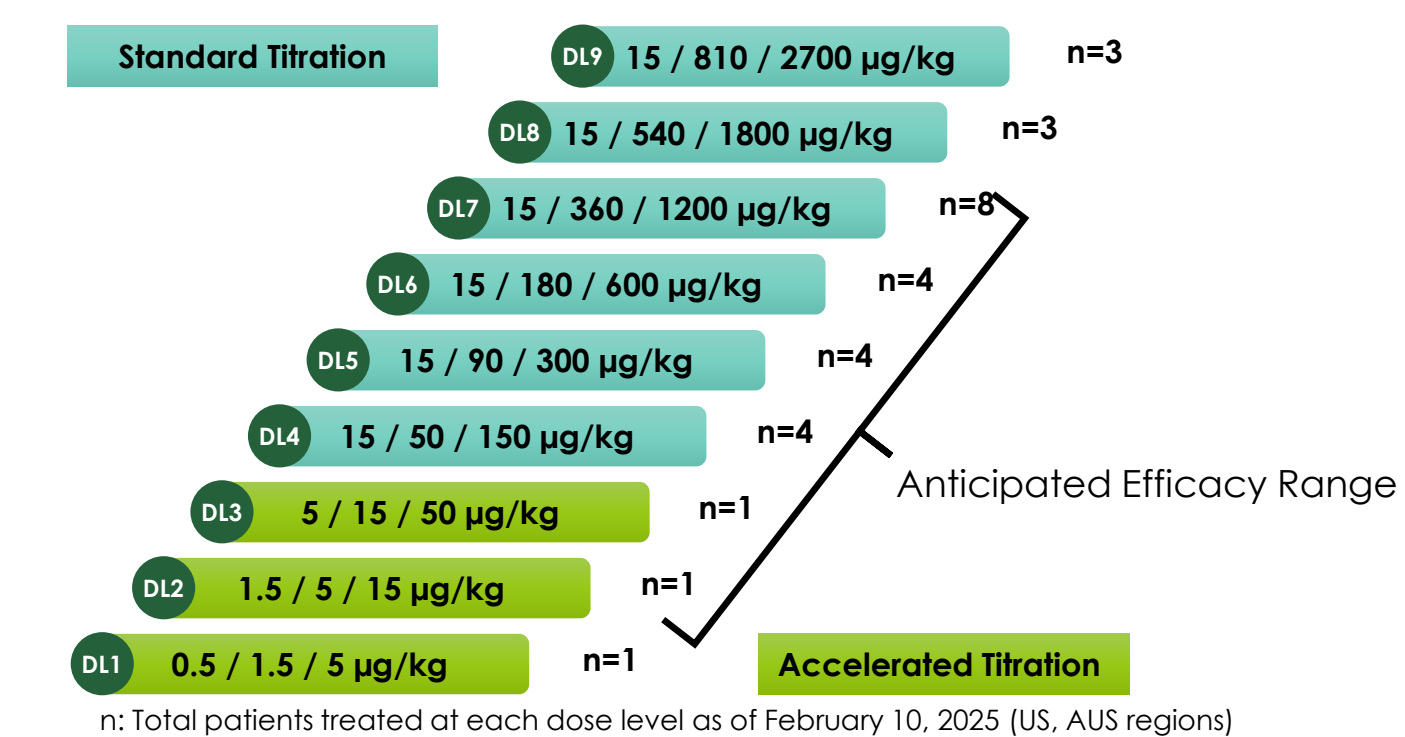 Standard Titration
DL9 15 / 810 / 2700 µg/kg n=3
DL8 15 / 540 / 1800 µg/kg n=3
DL7 15 / 360 / 1200 µg/kg n=8
DL6 15 / 180 / 600 µg/kg n=4
DL5 15 / 90 / 300 µg/kg n=4
DL4 15 / 50 / 150 µg/kg n=4
Anticipated Efficacy Range
DL3 5 / 15 / 50 µg/kg n=1
DL2 1.5 / 5 / 15 µg/kg n=1
DL1 0.5 / 1.5 / 5 µg/kg n=1
Accelerated Titration
n: Total patients treated at each dose level as of February 10, 2025 (US, AUS regions)